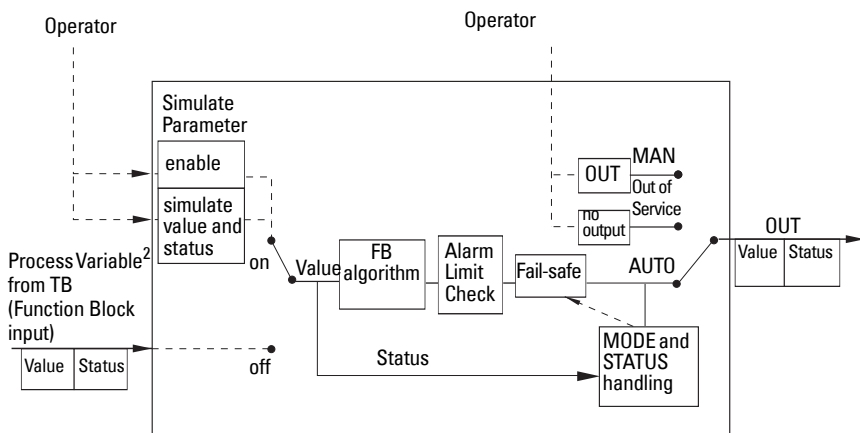 Operator
Operator
Simulate
Parameter
enable
simulate
value and
status
on
Process Variable²
from TB
(Function Block
input)
Value
Status
off
Value
FB
algorithm
Alarm
Limit
Check
Fail-safe
Status
MAN
OUT
Out of
Service
no
output
AUTO
MODE and
STATUS
handling
OUT
Value
Status